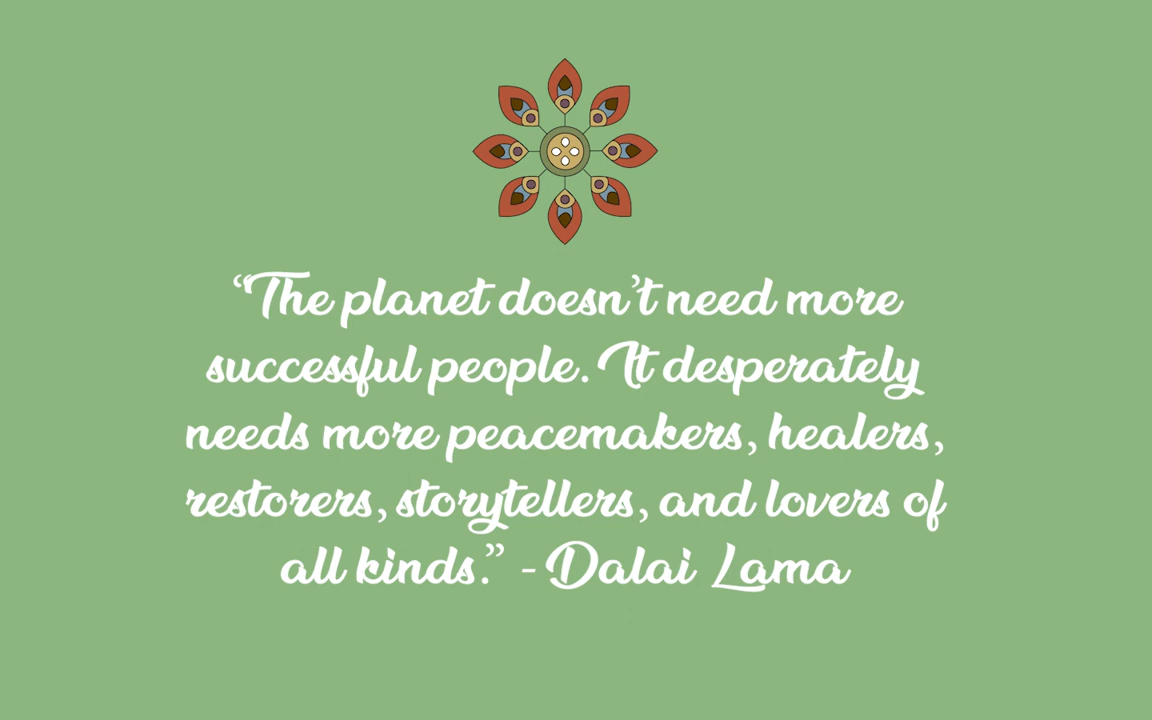 “The planet doesn’t need more
successful people. It desperately
needs more peacemakers, healers,
restorers, storytellers, and lovers of
all kinds.” - Dalai Lama